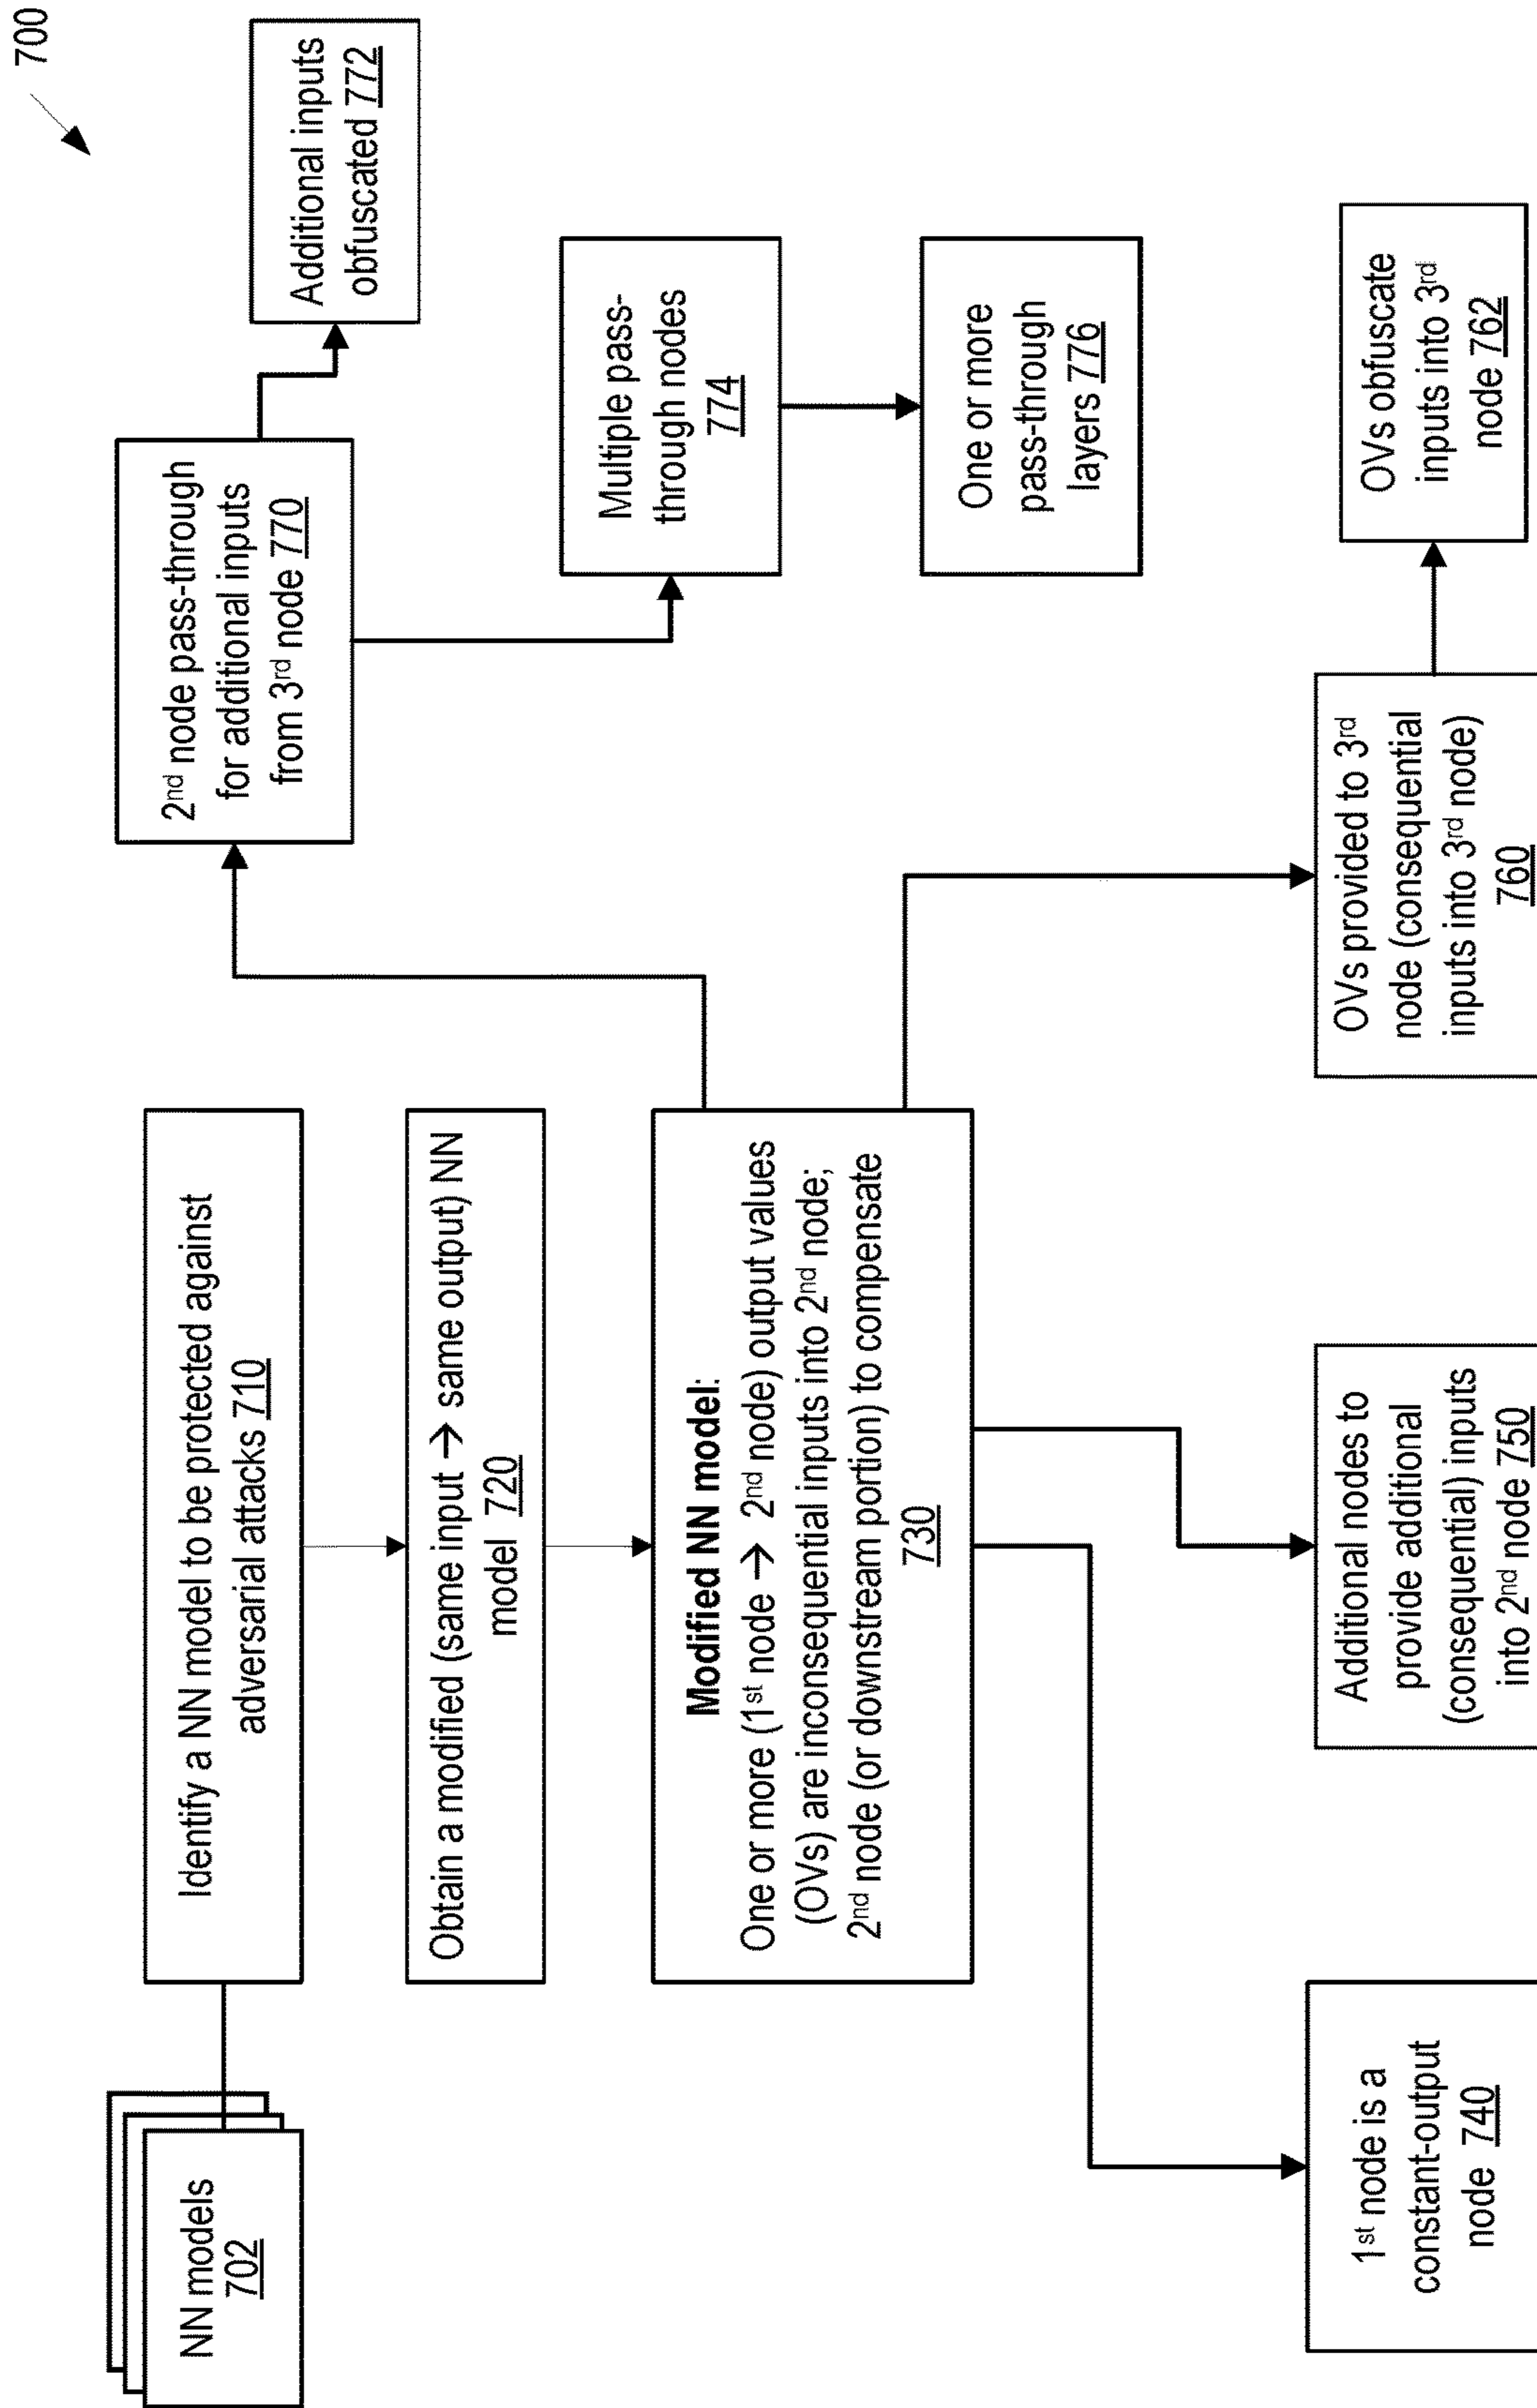 700
NN models
702
Identify a NN model to be protected against
adversarial attacks 710
Obtain a modified (same input → same output) NN
model 720
Modified NN model:
One or more (1st node → 2nd node) output values
(OVs) are inconsequential inputs into 2nd node;
2nd node (or downstream portion) to compensate
730
1st node is a
constant-output
node 740
Additional nodes to
provide additional
(consequential) inputs
into 2nd node 750
OVs provided to 3rd
node (consequential
inputs into 3rd node)
760
OVs obfuscate
inputs into 3rd
node 762
2nd node pass-through
for additional inputs
from 3rd node 770
Additional inputs
obfuscated 772
Multiple pass-
through nodes
774
One or more
pass-through
layers 776